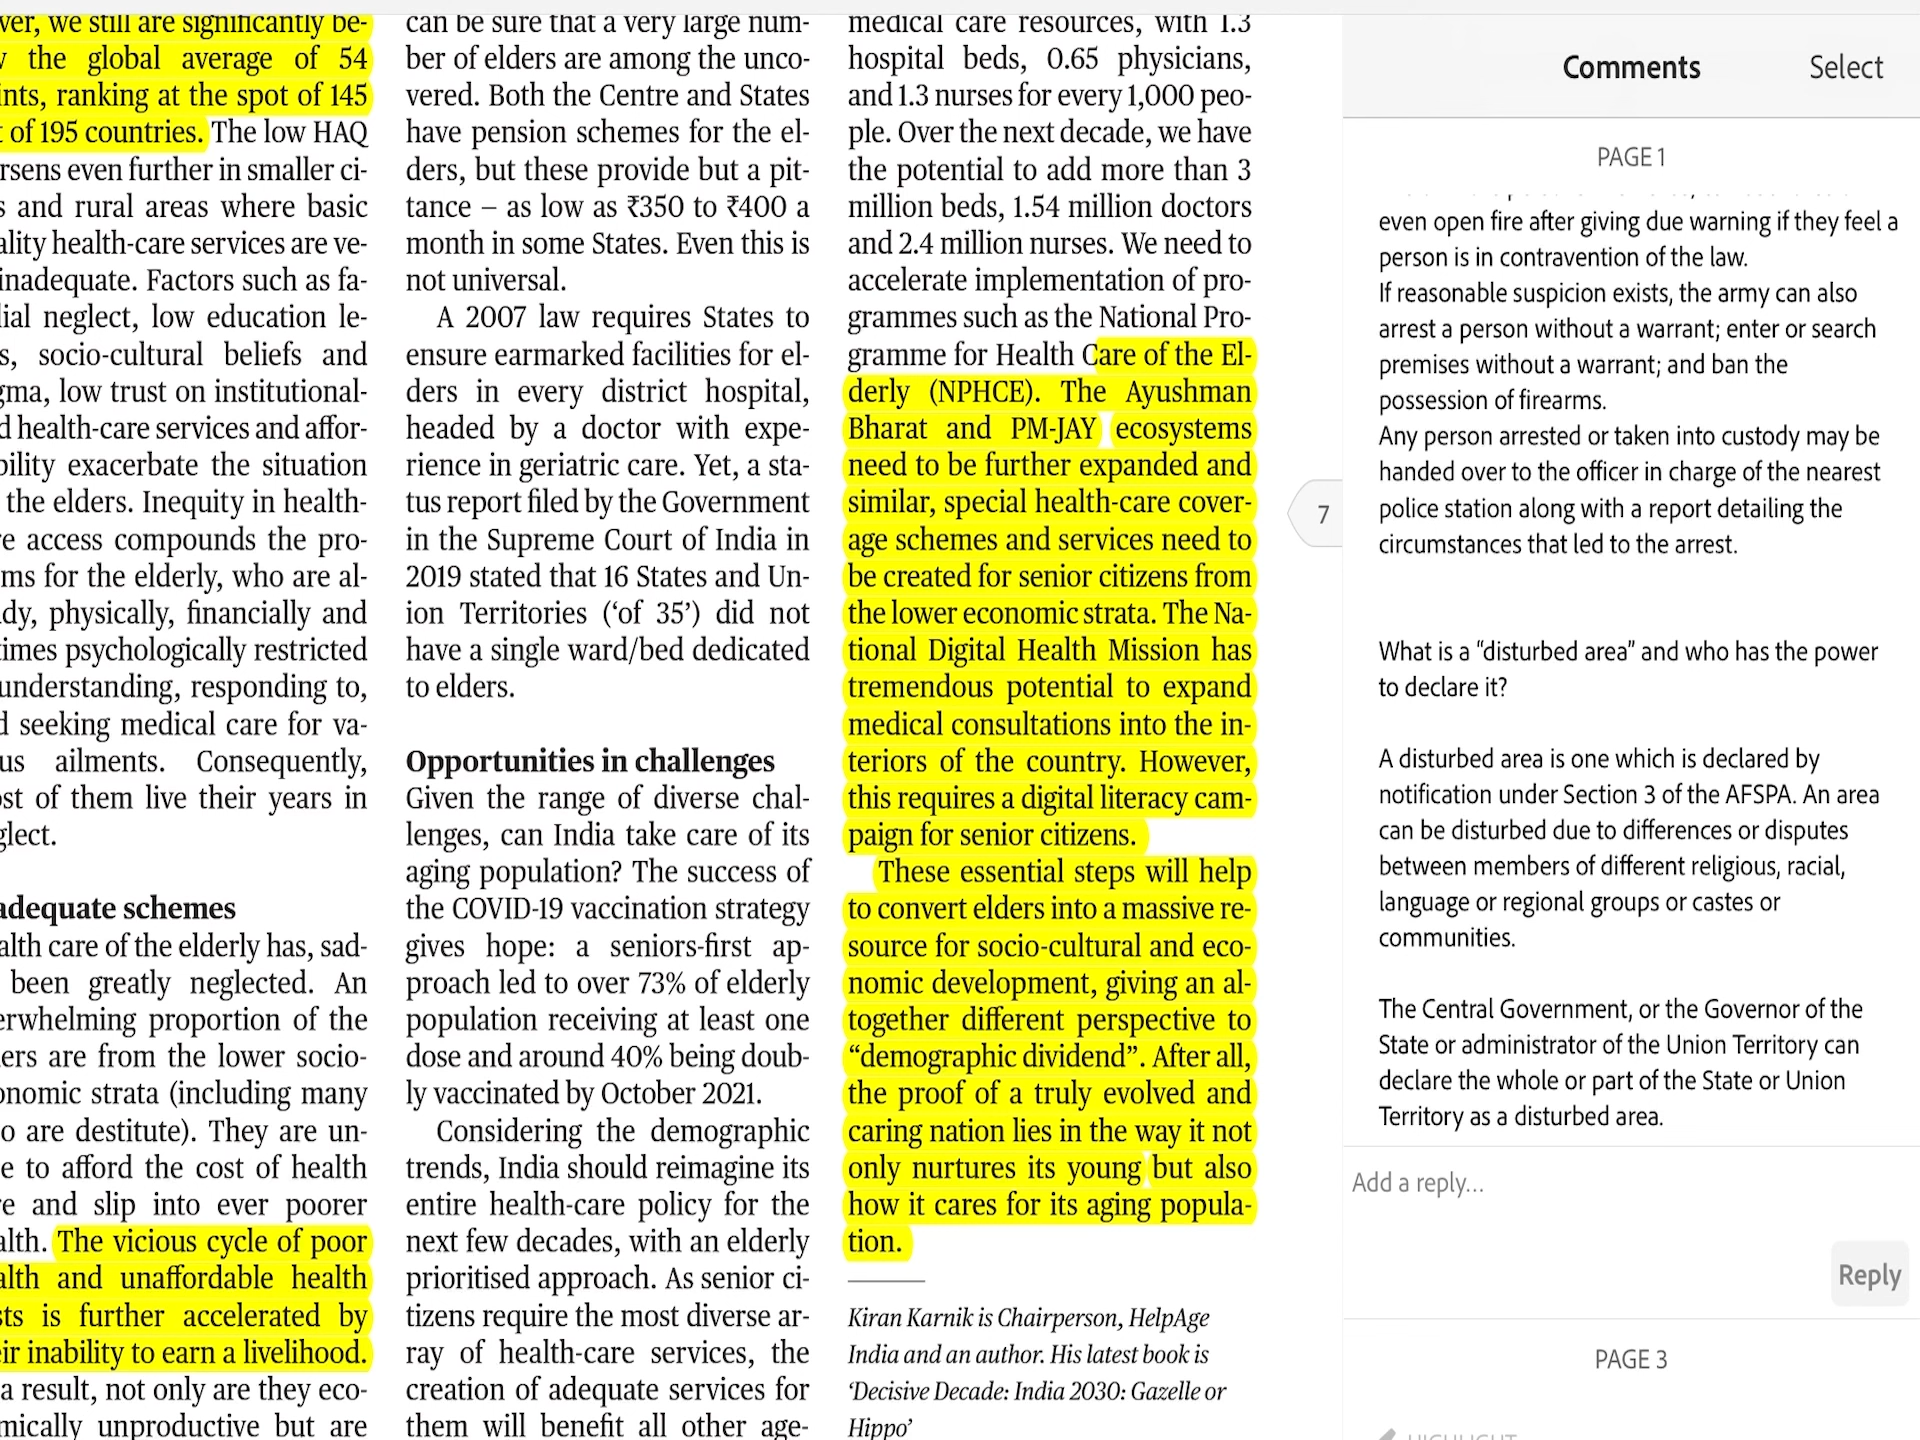 ver, we still are significantly be-
the global average of 54
ints, ranking at the spot of 145
of 195 countries. The low HAQ
rsens even further in smaller ci-
s and rural areas where basic
ality health-care services are ve-
inadequate. Factors such as fa-
lial neglect, low education le-
s, socio-cultural beliefs and
gma, low trust on institutional-
d health-care services and affor-
bility exacerbate the situation
the elders. Inequity in health-
re access compounds the pro-
ms for the elderly, who are al-
dy, physically, financially and
times psychologically restricted
understanding, responding to,
d seeking medical care for va-
us ailments. Consequently,
ost of them live their years in
glect.
adequate schemes
alth care of the elderly has, sad-
been greatly neglected. An
erwhelming proportion of the
ers are from the lower socio-
onomic strata (including many
o are destitute). They are un-
e to afford the cost of health
re and slip into ever poorer
alth. The vicious cycle of poor
alth and unaffordable health
sts is further accelerated by
eir inability to earn a livelihood.
a result, not only are they eco-
mically unproductive but are
can be sure that a very large num-
ber of elders are among the unco-
vered. Both the Centre and States
have pension schemes for the el-
ders, but these provide but a pit-
tance – as low as ₹350 to ₹400 a
month in some States. Even this is
not universal.
A 2007 law requires States to
ensure earmarked facilities for el-
ders in every district hospital,
headed by a doctor with expe-
rience in geriatric care. Yet, a sta-
tus report filed by the Government
in the Supreme Court of India in
2019 stated that 16 States and Un-
ion Territories (‘of 35’) did not
have a single ward/bed dedicated
to elders.
Opportunities in challenges
Given the range of diverse chal-
lenges, can India take care of its
aging population? The success of
the COVID-19 vaccination strategy
gives hope: a seniors-first ap-
proach led to over 73% of elderly
population receiving at least one
dose and around 40% being doub-
ly vaccinated by October 2021.
Considering the demographic
trends, India should reimagine its
entire health-care policy for the
next few decades, with an elderly
prioritised approach. As senior ci-
tizens require the most diverse ar-
ray of health-care services, the
creation of adequate services for
them will benefit all other age-
medical care resources, with 1.3
hospital beds, 0.65 physicians,
and 1.3 nurses for every 1,000 peo-
ple. Over the next decade, we have
the potential to add more than 3
million beds, 1.54 million doctors
and 2.4 million nurses. We need to
accelerate implementation of pro-
grammes such as the National Pro-
gramme for Health Care of the El-
derly (NPHCE). The Ayushman
Bharat and PM-JAY ecosystems
need to be further expanded and
similar, special health-care cover-
age schemes and services need to
be created for senior citizens from
the lower economic strata. The Na-
tional Digital Health Mission has
tremendous potential to expand
medical consultations into the in-
teriors of the country. However,
this requires a digital literacy cam-
paign for senior citizens.
These essential steps will help
to convert elders into a massive re-
source for socio-cultural and eco-
nomic development, giving an al-
together different perspective to
“demographic dividend”. After all,
the proof of a truly evolved and
caring nation lies in the way it not
only nurtures its young but also
how it cares for its aging popula-
tion.
Kiran Karnik is Chairperson, HelpAge
India and an author. His latest book is
‘Decisive Decade: India 2030: Gazelle or
Hippo’
7
Comments
Select
PAGE 1
even open fire after giving due warning if they feel a
person is in contravention of the law.
If reasonable suspicion exists, the army can also
arrest a person without a warrant; enter or search
premises without a warrant; and ban the
possession of firearms.
Any person arrested or taken into custody may be
handed over to the officer in charge of the nearest
police station along with a report detailing the
circumstances that led to the arrest.
What is a “disturbed area” and who has the power
to declare it?
A disturbed area is one which is declared by
notification under Section 3 of the AFSPA. An area
can be disturbed due to differences or disputes
between members of different religious, racial,
language or regional groups or castes or
communities.
The Central Government, or the Governor of the
State or administrator of the Union Territory can
declare the whole or part of the State or Union
Territory as a disturbed area.
Add a reply...
Reply
PAGE 3
HIGHLIGHT